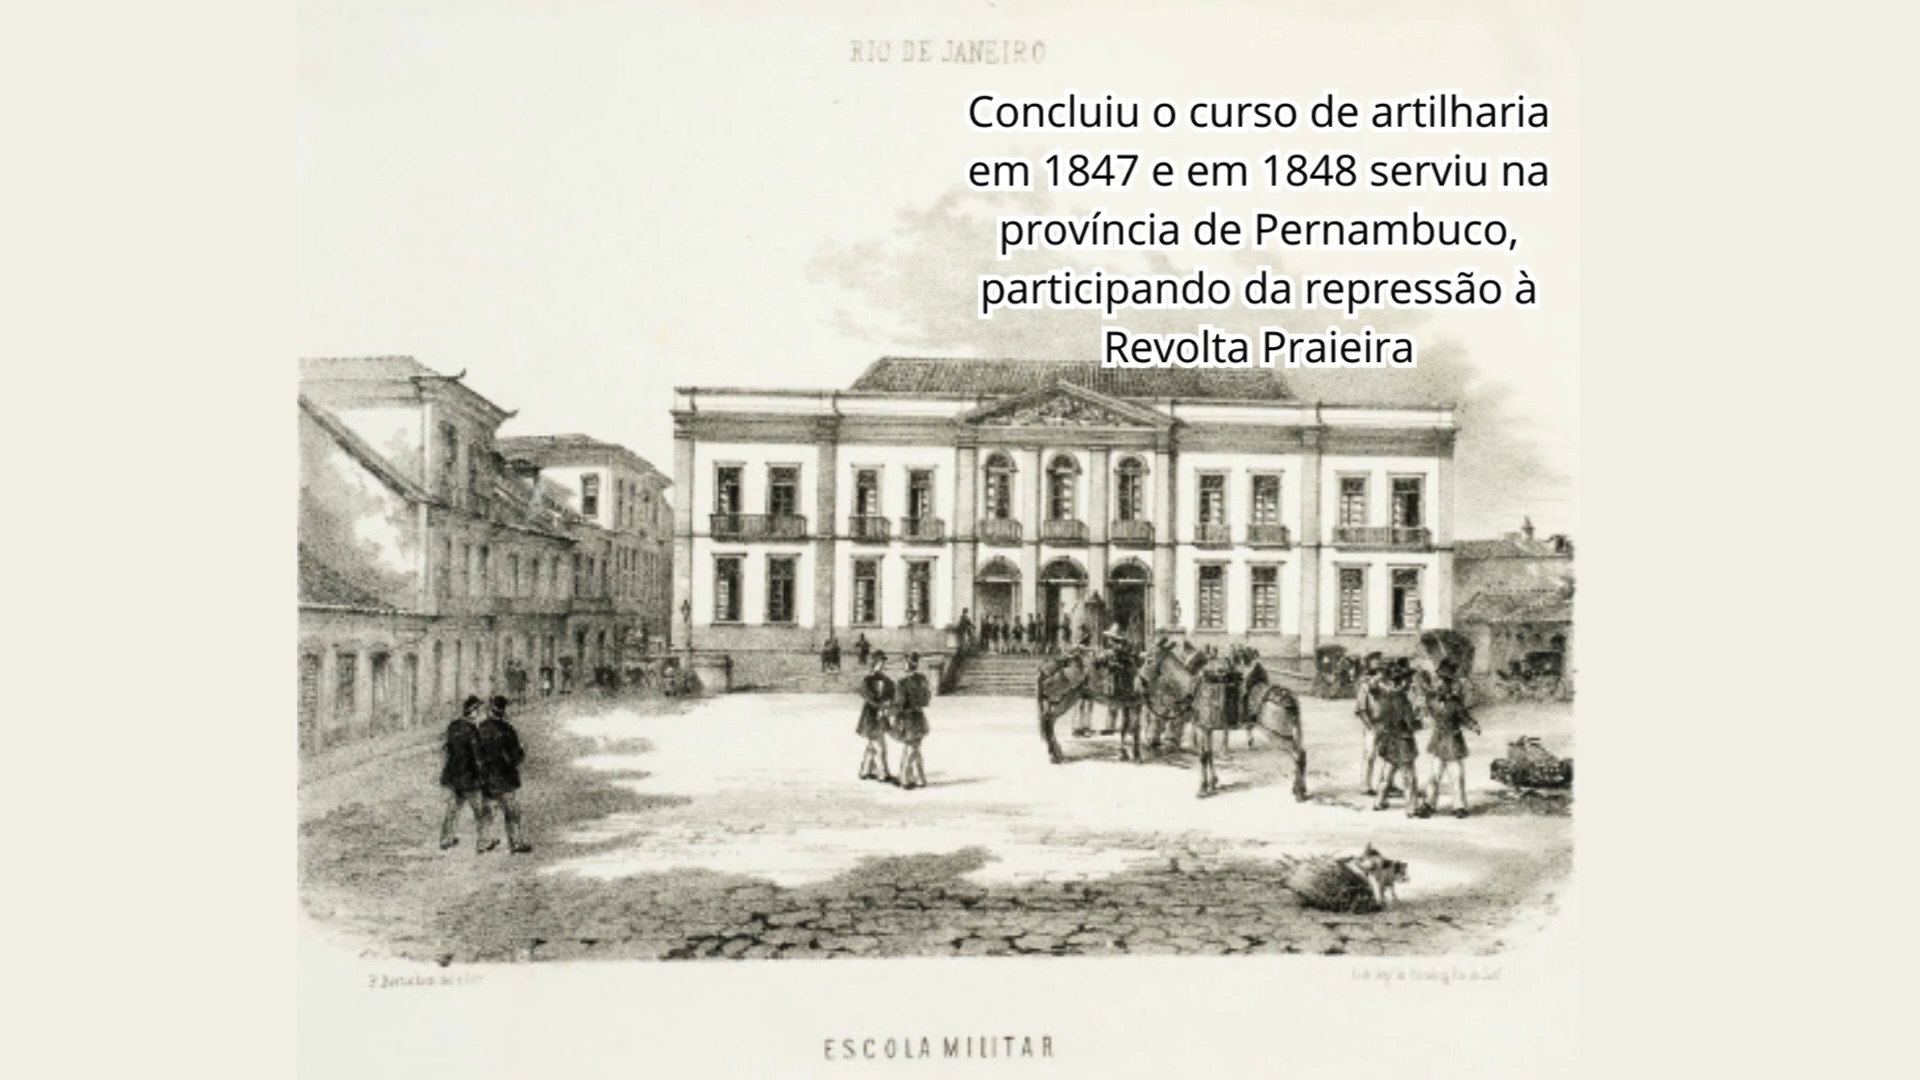 RIO DE JANEIRO
Concluiu o curso de artilharia
em 1847 e em 1848 serviu na
província de Pernambuco,
participando da repressão à
Revolta Praieira
ESCOLA MILITAR